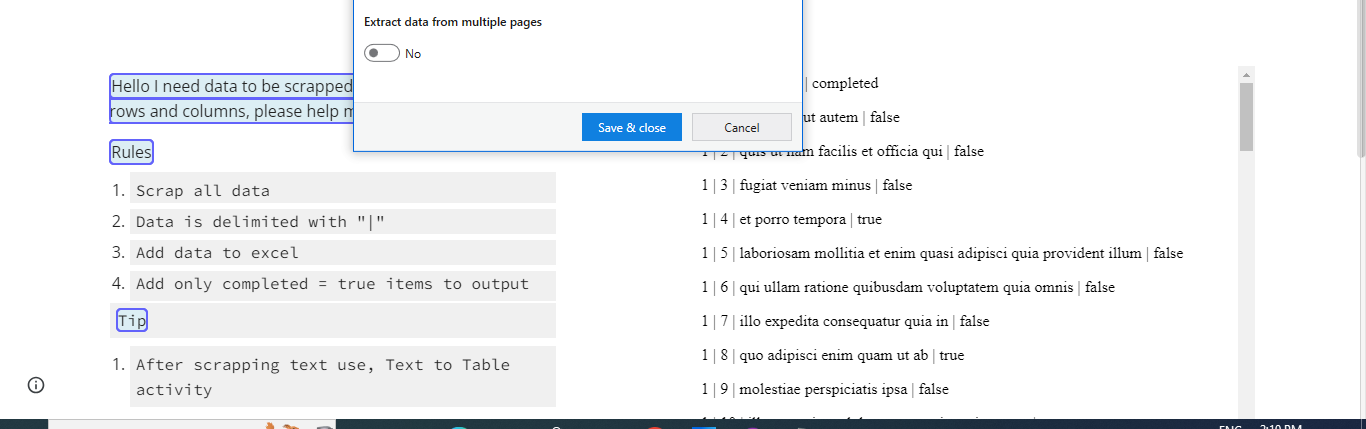 Extract data from multiple pages
No
Save & close
Cancel
Hello I need data to be scrapped
rows and columns, please help m
Rules
1. Scrap all data
2. Data is delimited with "|"
3. Add data to excel
4. Add only completed = true items to output
Tip
1. After scrapping text use, Text to Table
activity
| completed
ut autem | false
1 | 2 | quis ut nam facilis et officia qui | false
1 | 3 | fugiat veniam minus | false
1 | 4 | et porro tempora | true
1 | 5 | laboriosam mollitia et enim quasi adipisci quia provident illum | false
1 | 6 | qui ullam ratione quibusdam voluptatem quia omnis | false
1 | 7 | illo expedita consequatur quia in | false
1 | 8 | quo adipisci enim quam ut ab | true
1 | 9 | molestiae perspiciatis ipsa | false